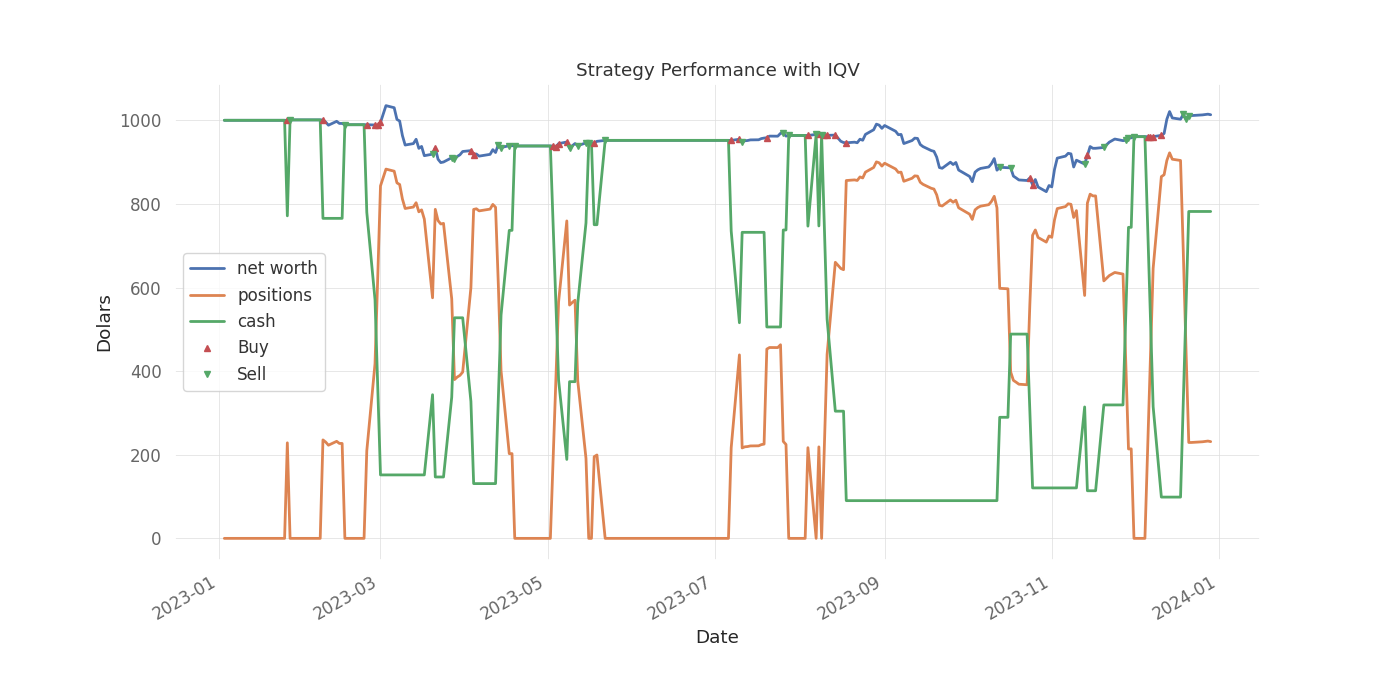 Strategy Performance with IQV
1000
800
600
400
200
0
Dolars
net worth
positions
cash
Buy
Sell
2023-01
2023-03
2023-05
2023-07
2023-09
2023-11
2024-01
Date